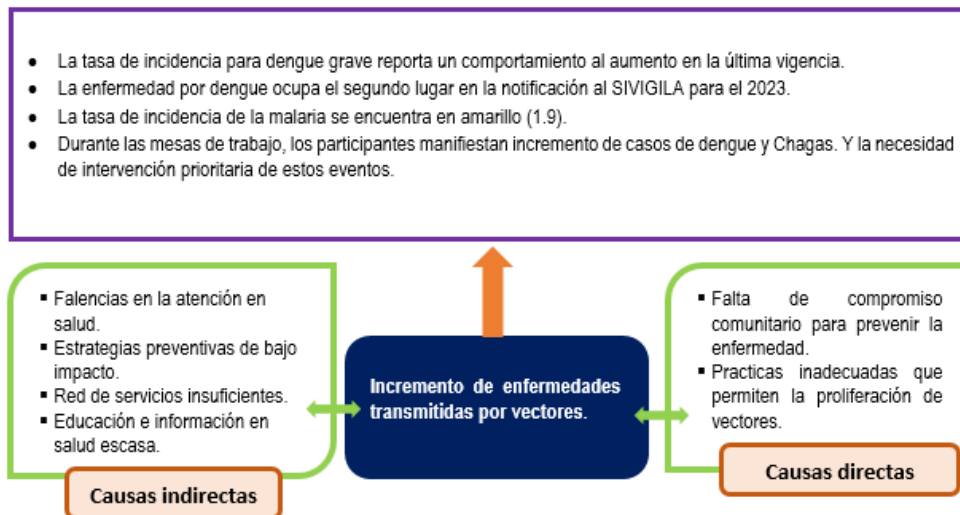 ● La tasa de incidencia para dengue grave reporta un comportamiento al aumento en la última vigencia.
● La enfermedad por dengue ocupa el segundo lugar en la notificación al SIVIGILA para el 2023.
● La tasa de incidencia de la malaria se encuentra en amarillo (1.9).
● Durante las mesas de trabajo, los participantes manifiestan incremento de casos de dengue y Chagas. Y la necesidad
de intervención prioritaria de estos eventos.
▪ Falencias en la atención en
salud.
▪ Estrategias preventivas de bajo
impacto.
▪ Red de servicios insuficientes.
▪ Educación e información en
salud escasa.
Causas indirectas
Incremento de enfermedades
transmitidas por vectores.
▪ Falta de compromiso
comunitario para prevenir la
enfermedad.
▪ Practicas inadecuadas que
permiten la proliferación de
vectores.
Causas directas